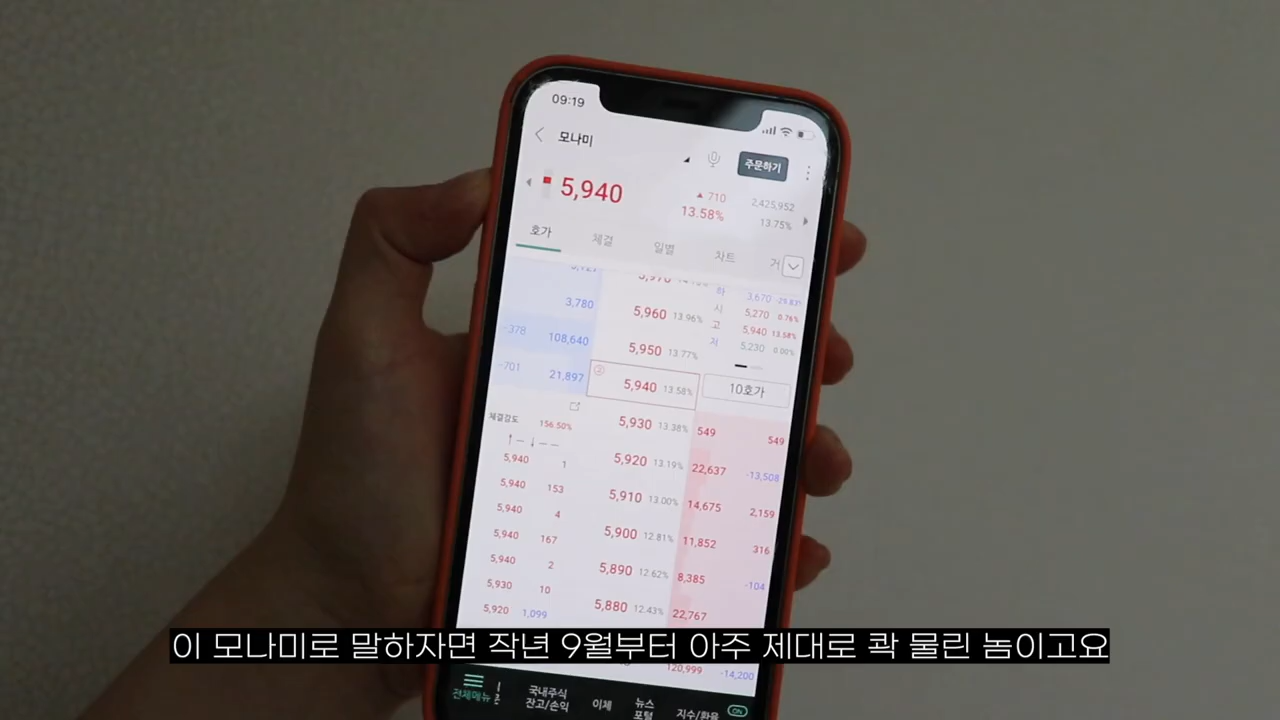 09:19
모나미
주문하기
5,940
▲ 710
2,425,952
13.58%
13.75%
호가 체결 일별 차트 거
3,670 29.83%
3,780 5,960 13.96% 시 5,270 0.76%
고 5,940 13.58%
-378 108,640 5,950 13.77% 저 5,230 0.00%
-701 21,897 5,940 13.58% 10호가
체결강도 156.50% 5,930 13.38% 549 549
5,940 1 5,920 13.19% 22,637 -13,508
5,940 153 5,910 13.00% 14,675 2,159
5,940 4 5,900 12.81% 11,852 316
5,940 167 5,890 12.62% 8,385 -104
5,940 2 5,880 12.43% 22,767
5,930 10
5,920 1,099
이 모나미로 말하자면 작년 9월부터 아주 제대로 콱 물린 놈이고요
120,999 -14,200
전체메뉴 국내주식 잔고/손익 이체 뉴스 포털 지수/환율 ON